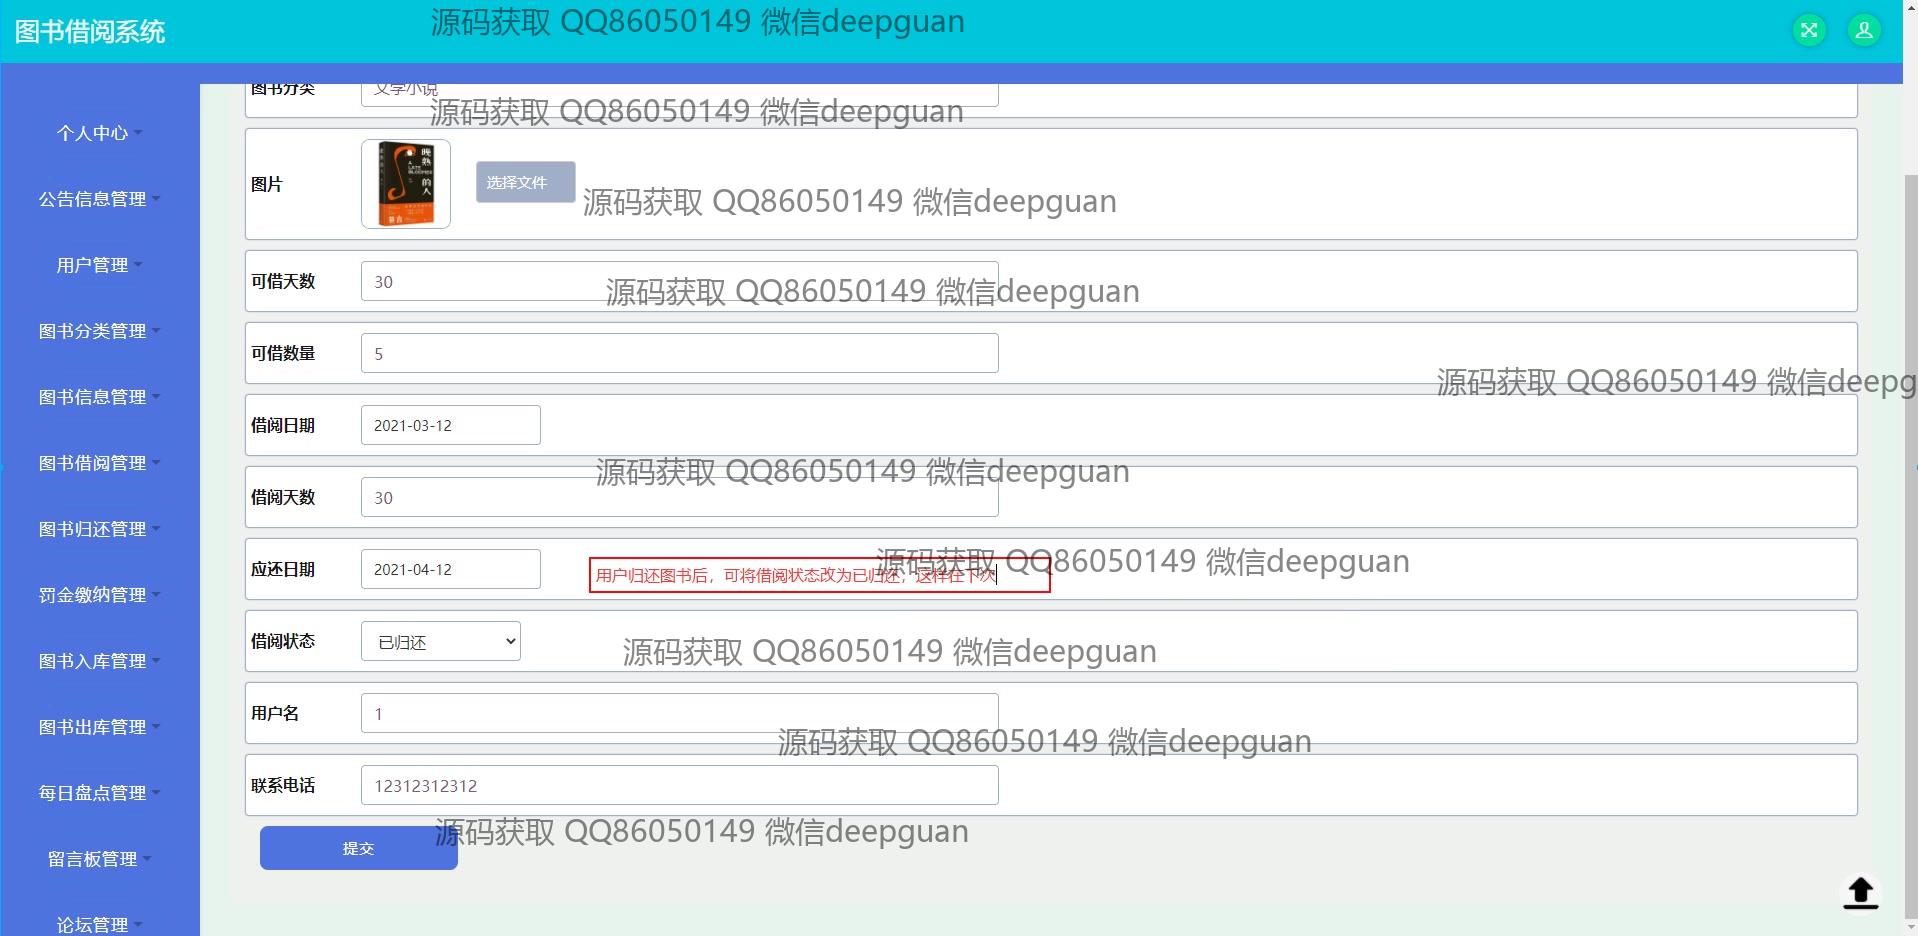 图书借阅系统
源码获取 QQ86050149 微信deepguan
个人中心
公告信息管理
用户管理
图书分类管理
图书信息管理
图书借阅管理
图书归还管理
罚金缴纳管理
图书入库管理
图书出库管理
每日盘点管理
留言板管理
论坛管理
图书分类 文学小说
源码获取 QQ86050149 微信deepguan
图片
晚熟的人
A LATE BLOOMER
莫言
选择文件
源码获取 QQ86050149 微信deepguan
可借天数 30
源码获取 QQ86050149 微信deepguan
可借数量 5
源码获取 QQ86050149 微信deepg
借阅日期 2021-03-12
源码获取 QQ86050149 微信deepguan
借阅天数 30
源码获取 QQ86050149 微信deepguan
应还日期 2021-04-12
用户归还图书后，可将借阅状态改为已归还，这样在下次
借阅状态 已归还
源码获取 QQ86050149 微信deepguan
用户名 1
源码获取 QQ86050149 微信deepguan
联系电话 12312312312
源码获取 QQ86050149 微信deepguan
提交